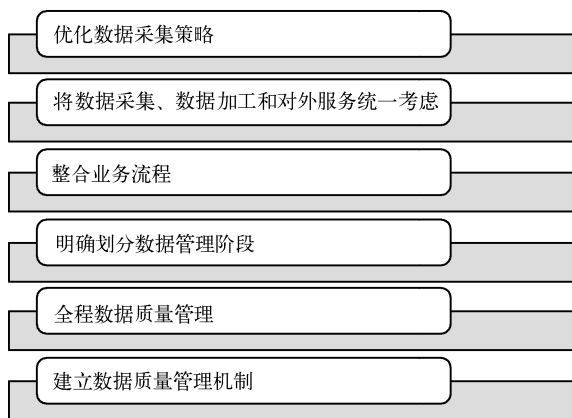 优化数据采集策略
将数据采集、数据加工和对外服务统一考虑
整合业务流程
明确划分数据管理阶段
全程数据质量管理
建立数据质量管理机制